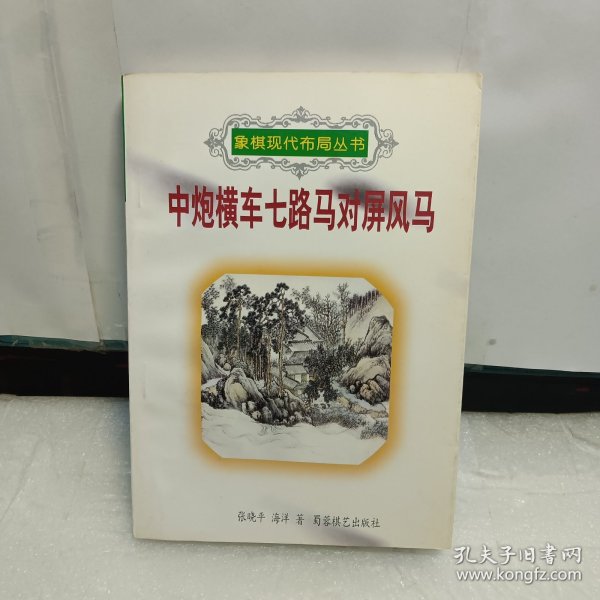 象棋现代布局丛书
中炮横车七路马对屏风马
张晓平 海洋 著 蜀蓉棋艺出版社
孔夫子旧书网
www.kongfz.com